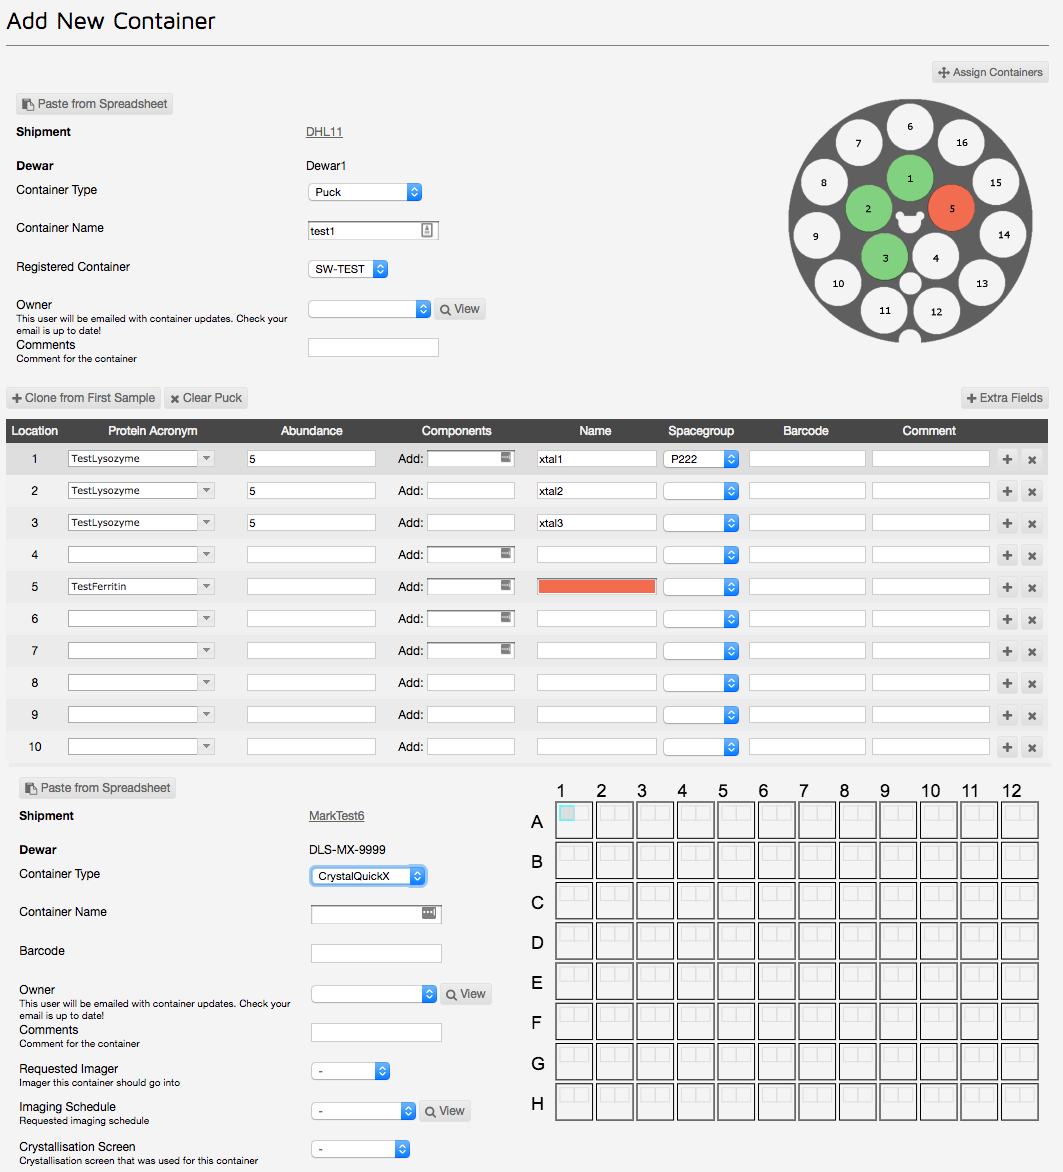 Add New Container
Assign Containers
Paste from Spreadsheet
Shipment DHL11
Dewar Dewar1
Container Type Puck
Container Name test1
Registered Container SW-TEST
Owner View
This user will be emailed with container updates. Check your
email is up to date!
Comments
Comment for the container
6
7 16
1
8 15
2 5
9 14
3 4
10 13
11 12
Clone from First Sample Clear Puck Extra Fields
Location Protein Acronym Abundance Components Name Spacegroup Barcode Comment
1 TestLysozyme 5 Add: xtal1 P222
2 TestLysozyme 5 Add: xtal2
3 TestLysozyme 5 Add: xtal3
4 Add:
5 TestFerritin Add:
6 Add:
7 Add:
8 Add:
9 Add:
10 Add:
Paste from Spreadsheet
Shipment MarkTest6
Dewar DLS-MX-9999
Container Type CrystalQuickX
Container Name
Barcode
Owner View
This user will be emailed with container updates. Check your
email is up to date!
Comments
Comment for the container
Requested Imager -
Imager this container should go into
Imaging Schedule - View
Requested imaging schedule
Crystallisation Screen -
Crystallisation screen that was used for this container
1 2 3 4 5 6 7 8 9 10 11 12
A
B
C
D
E
F
G
H